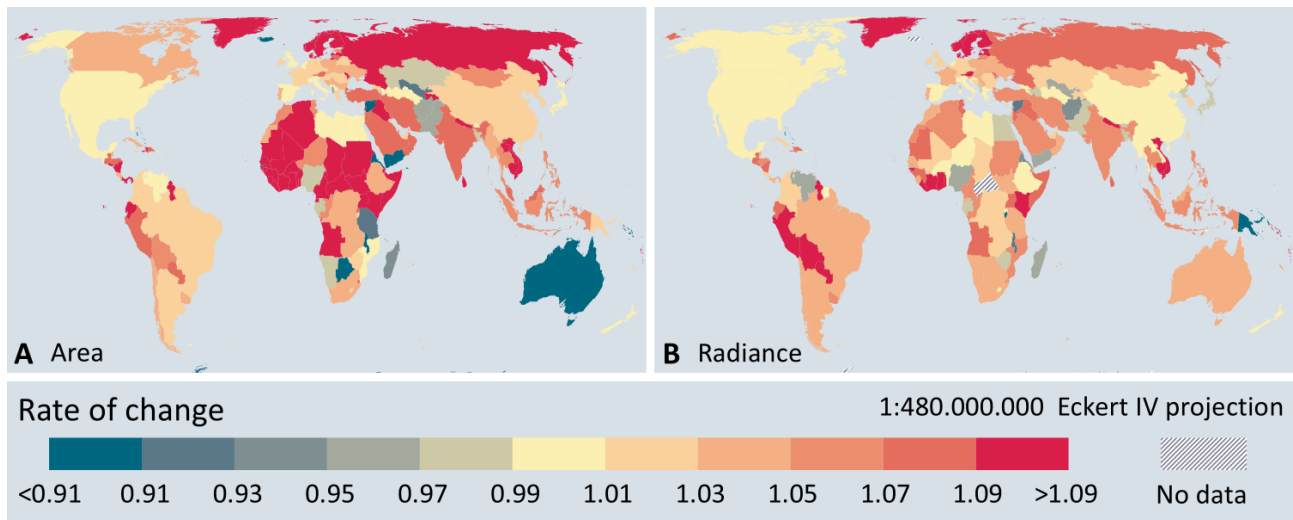 A Area
B Radiance
Rate of change
1:480.000.000 Eckert IV projection
<0.91 0.91 0.93 0.95 0.97 0.99 1.01 1.03 1.05 1.07 1.09 >1.09
No data